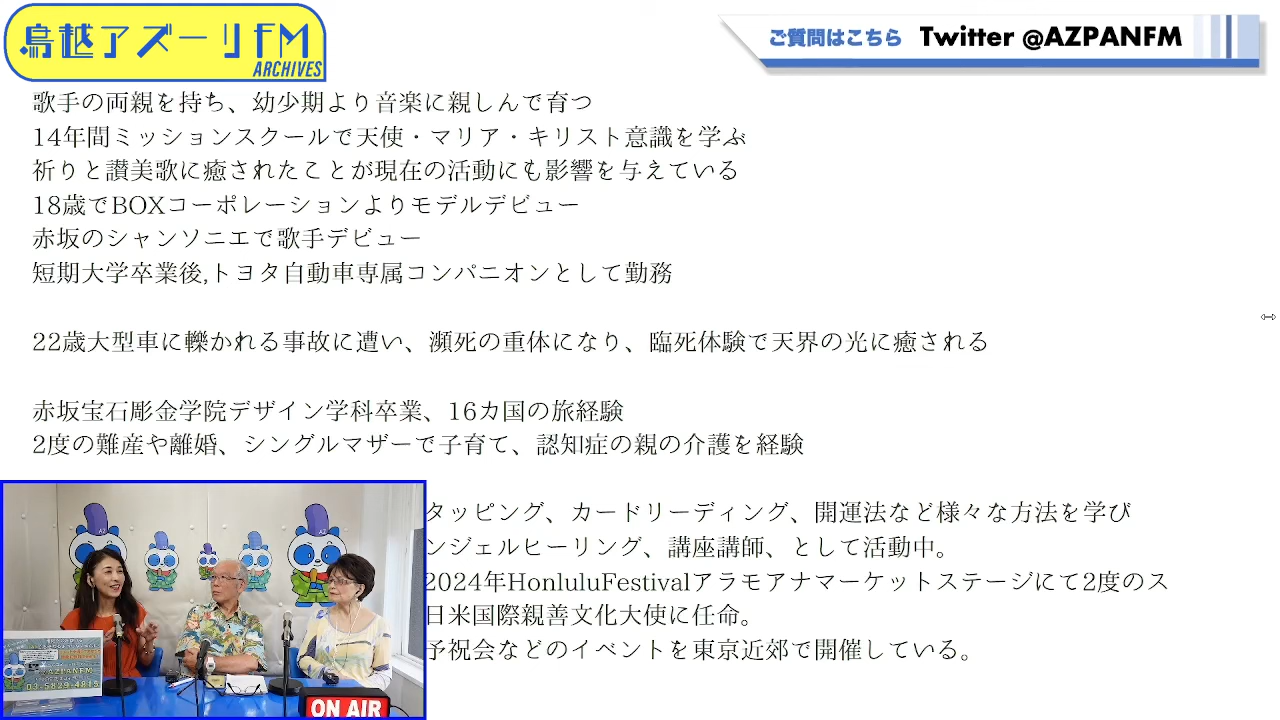 鳥越アズーリFM
ARCHIVES
ご質問はこちら Twitter @AZPANFM
歌手の両親を持ち、幼少期より音楽に親しんで育つ
14年間ミッションスクールで天使・マリア・キリスト意識を学ぶ
祈りと讃美歌に癒されたことが現在の活動にも影響を与えている
18歳でBOXコーポレーションよりモデルデビュー
赤坂のシャンソニエで歌手デビュー
短期大学卒業後,トヨタ自動車専属コンパニオンとして勤務
22歳大型車に轢かれる事故に遭い、瀕死の重体になり、臨死体験で天界の光に癒される
赤坂宝石彫金学院デザイン学科卒業、16カ国の旅経験
2度の難産や離婚、シングルマザーで子育て、認知症の親の介護を経験
タッピング、カードリーディング、開運法など様々な方法を学び
ンジェルヒーリング、講座講師、として活動中。
2024年HonluluFestivalアラモアナマーケットステージにて2度のス
日米国際親善文化大使に任命。
予祝会などのイベントを東京近郊で開催している。
AZPANFM
03-5829-4815
ON AIR